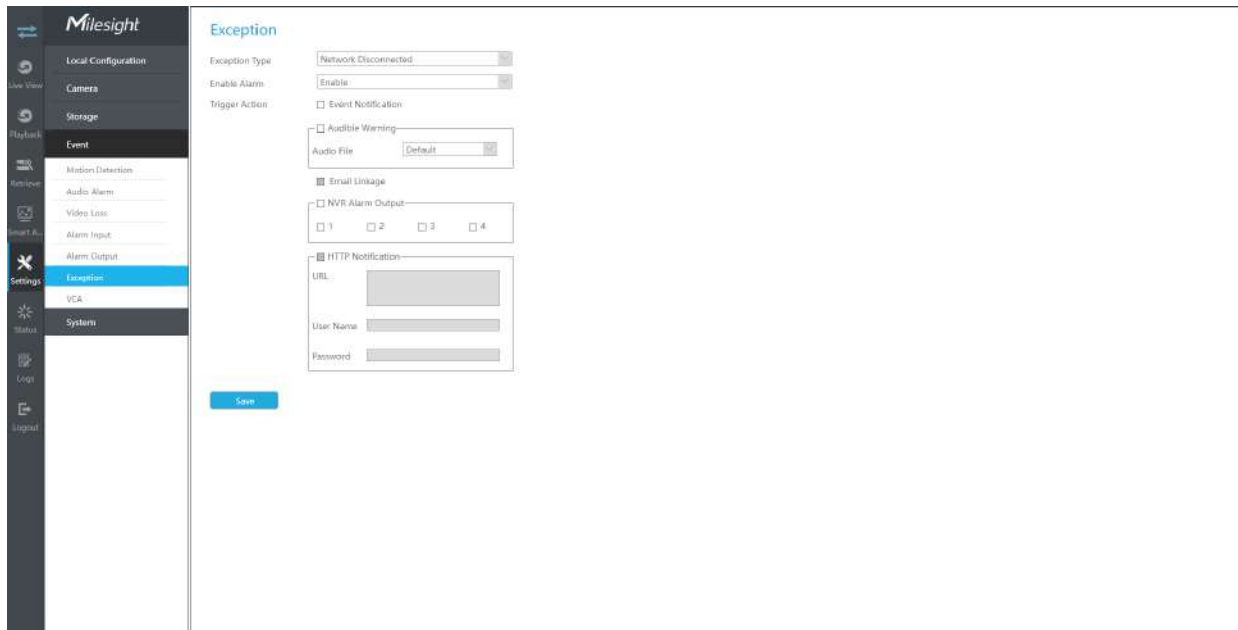 Milesight
Live View
Playback
Retrieve
Smart A...
Settings
Status
Logs
Logout
Local Configuration
Camera
Storage
Event
Motion Detection
Audio Alarm
Video Loss
Alarm Input
Alarm Output
Exception
VCA
System
Exception
Exception Type Network Disconnected
Enable Alarm Enable
Trigger Action Event Notification
Audible Warning
Audio File Default
Email Linkage
NVR Alarm Output
1 2 3 4
HTTP Notification
URL
User Name
Password
Save